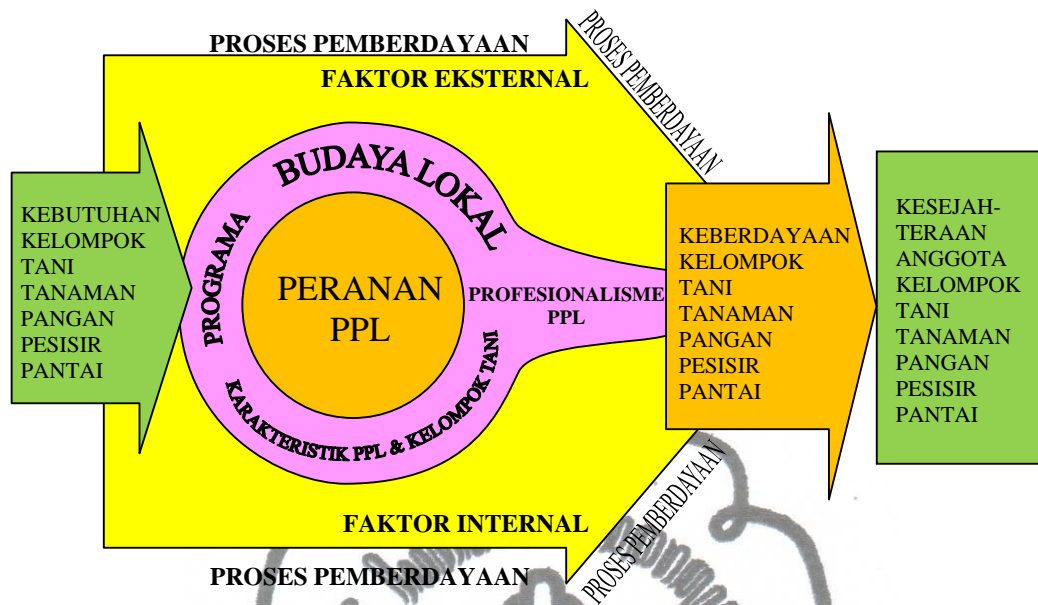 PROSES PEMBERDAYAAN
FAKTOR EKSTERNAL
PROSES PEMBERDAYAAN
KEBUTUHAN
KELOMPOK
TANI
TANAMAN
PANGAN
PESISIR
PANTAI
BUDAYA LOKAL
PROGRAMA
PERANAN
PPL
PROFESIONALISME
PPL
KARAKTERISTIK PPL & KELOMPOK TANI
KEBERDAYAAN
KELOMPOK
TANI
TANAMAN
PANGAN
PESISIR
PANTAI
KESEJAH-
TERAAN
ANGGOTA
KELOMPOK
TANI
TANAMAN
PANGAN
PESISIR
PANTAI
FAKTOR INTERNAL
PROSES PEMBERDAYAAN
PROSES PEMBERDAYAAN